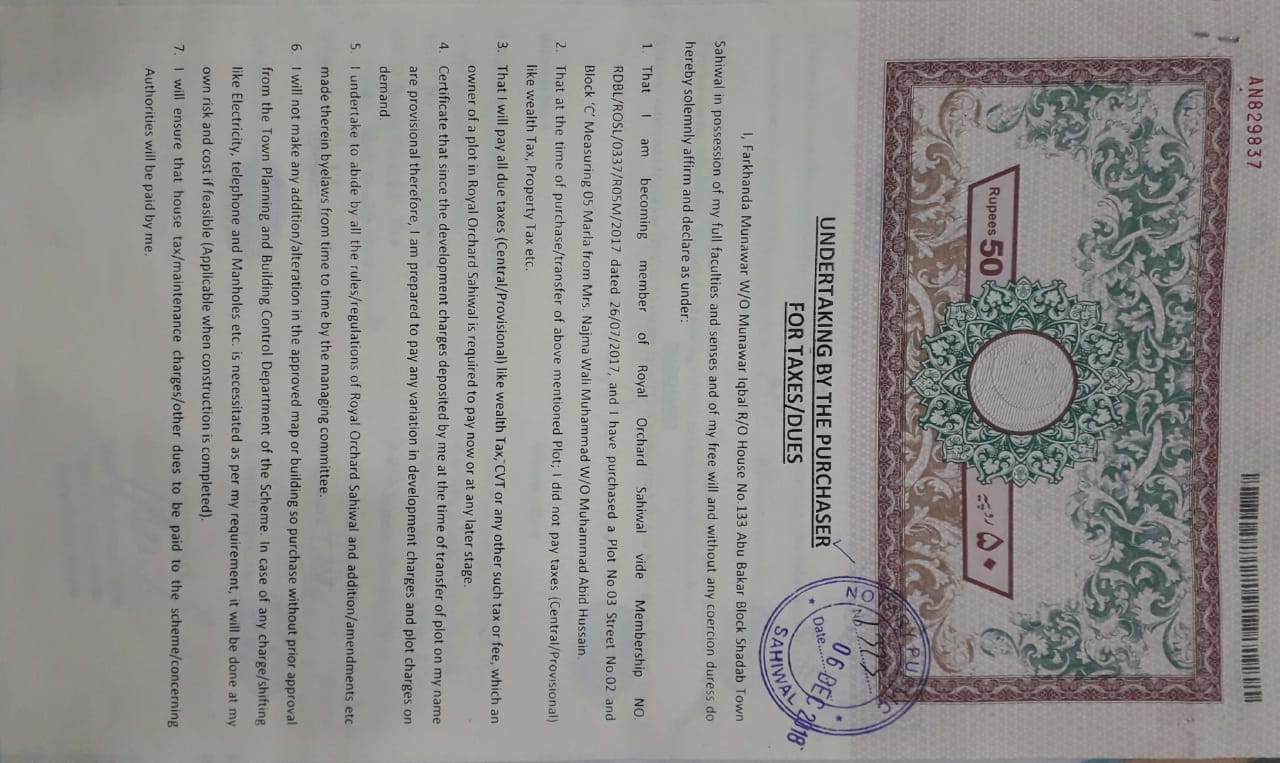 AN829837
Rupees 50
۵۰ روپیہ
NOTARY PUBLIC
No.
Date
06 DEC 2018
SAHIWAL
UNDERTAKING BY THE PURCHASER
FOR TAXES/DUES
I, Farkhanda Munawar W/O Munawar Iqbal R/O House No.133 Abu Bakar Block Shadab Town
Sahiwal in possession of my full faculties and senses and of my free will and without any coercion duress do
hereby solemnly affirm and declare as under:
1. That I am becoming member of Royal Orchard Sahiwal vide Membership NO.
RDBL/ROSL/0337/R05M/2017 dated 26/07/2017, and I have purchased a Plot No.03 Street No.02 and
Block ‘C’ Measuring 05 Marla from Mrs. Najma Wali Muhammad W/O Muhammad Abid Hussain.
2. That at the time of purchase/transfer of above mentioned Plot; I did not pay taxes (Central/Provisional)
like wealth Tax, Property Tax etc.
3. That I will pay all due taxes (Central/Provisional) like wealth Tax, CVT or any other such tax or fee, which an
owner of a plot in Royal Orchard Sahiwal is required to pay now or at any later stage.
4. Certificate that since the development charges deposited by me at the time of transfer of plot on my name
are provisional therefore, I am prepared to pay any variation in development charges and plot charges on
demand.
5. I undertake to abide by all the rules/regulations of Royal Orchard Sahiwal and addition/amendments etc
made therein byelaws from time to time by the managing committee.
6. I will not make any addition/alteration in the approved map or building so purchase without prior approval
from the Town Planning and Building Control Department of the Scheme. In case of any charge/shifting
like Electricity, telephone and Manholes etc. is necessitated as per my requirement, it will be done at my
own risk and cost if feasible (Applicable when construction is completed).
7. I will ensure that house tax/maintenance charges/other dues to be paid to the scheme/concerning
Authorities will be paid by me.